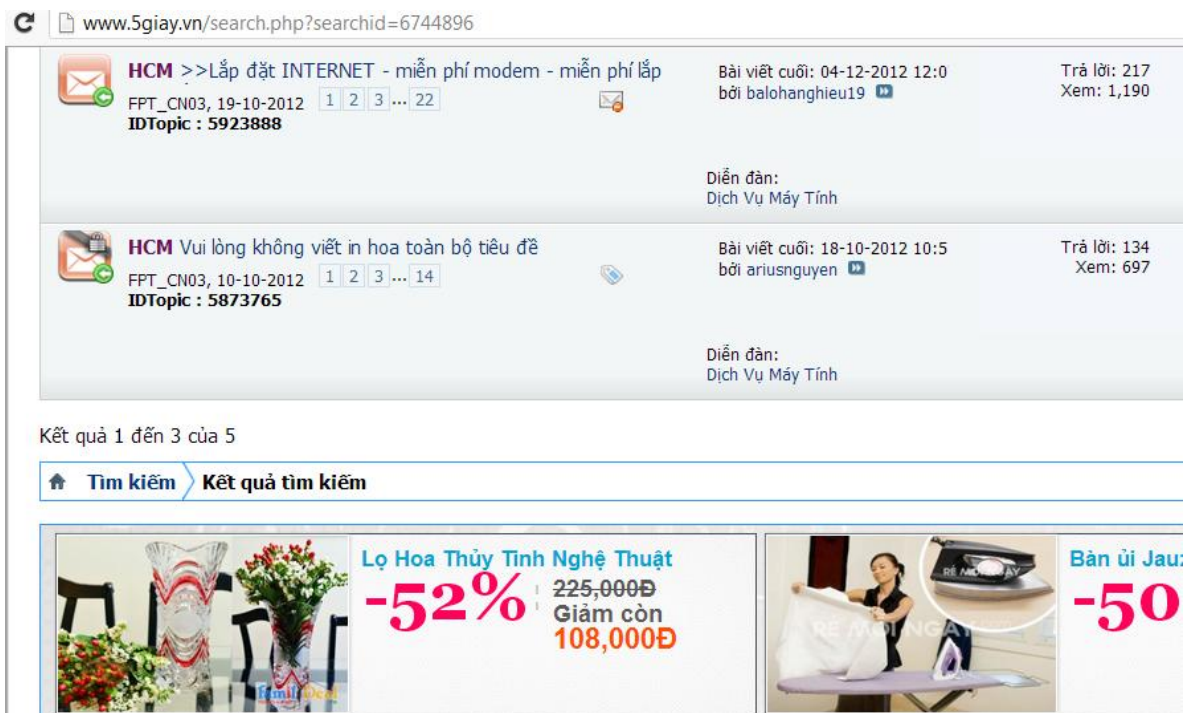 www.5giay.vn/search.php?searchid=6744896
HCM >>Lắp đặt INTERNET - miễn phí modem - miễn phí lắp
FPT_CN03, 19-10-2012 1 2 3 ... 22
IDTopic : 5923888
Bài viết cuối: 04-12-2012 12:0
bởi balohanghieu19
Trả lời: 217
Xem: 1,190
Diễn đàn:
Dịch Vụ Máy Tính
HCM Vui lòng không viết in hoa toàn bộ tiêu đề
FPT_CN03, 10-10-2012 1 2 3 ... 14
IDTopic : 5873765
Bài viết cuối: 18-10-2012 10:5
bởi ariusnguyen
Trả lời: 134
Xem: 697
Diễn đàn:
Dịch Vụ Máy Tính
Kết quả 1 đến 3 của 5
Tìm kiếm Kết quả tìm kiếm
Lọ Hoa Thủy Tinh Nghệ Thuật
-52%
225,000Đ
Giảm còn
108,000Đ
RẺ MỖI NGÀY
Bàn ủi Jau
-50